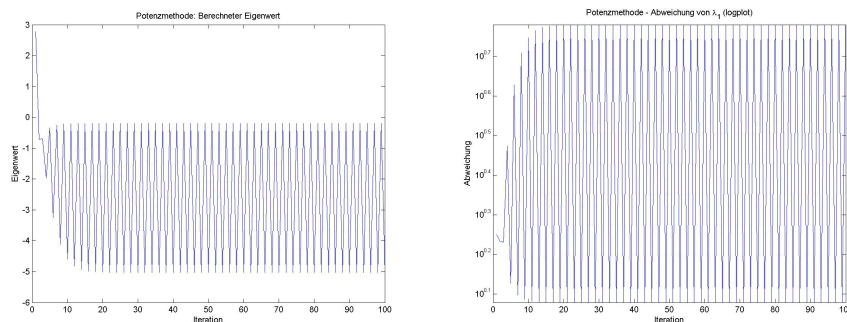 Potenzmethode: Berechneter Eigenwert
Eigenwert
3
2
1
0
-1
-2
-3
-4
-5
-6
0 10 20 30 40 50 60 70 80 90 100
Iteration
Potenzmethode - Abweichung von λ1 (logplot)
Abweichung
10^0.7
10^0.6
10^0.5
10^0.4
10^0.3
10^0.2
10^0.1
0 10 20 30 40 50 60 70 80 90 100
Iteration